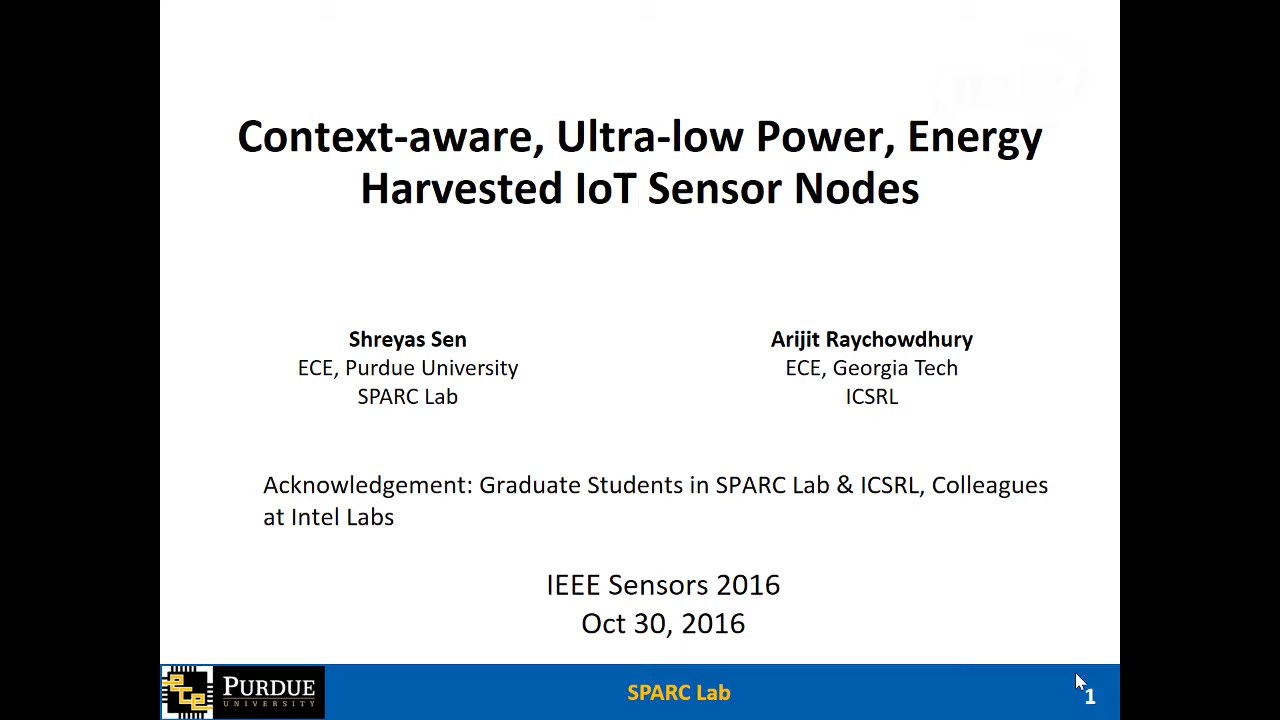 Context-aware, Ultra-low Power, Energy
Harvested IoT Sensor Nodes
Shreyas Sen
ECE, Purdue University
SPARC Lab
Arijit Raychowdhury
ECE, Georgia Tech
ICSRL
Acknowledgement: Graduate Students in SPARC Lab & ICSRL, Colleagues
at Intel Labs
IEEE Sensors 2016
Oct 30, 2016
ece
PURDUE
UNIVERSITY
SPARC Lab
1